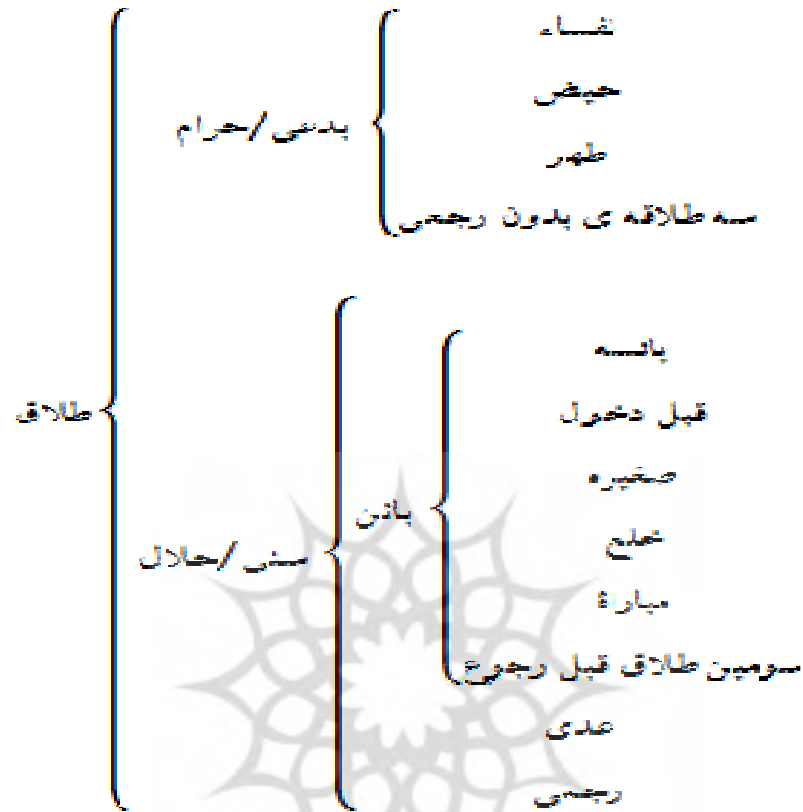 نفساء
حیض
بدعی/حرام
طهر
سه طلاقه ی بدون رجعی
یائسه
طلاق
قبل دخول
صغیره
بائن
خلع
سنی/حلال
مباراة
سومین طلاق قبل رجوع
عدی
رجعی